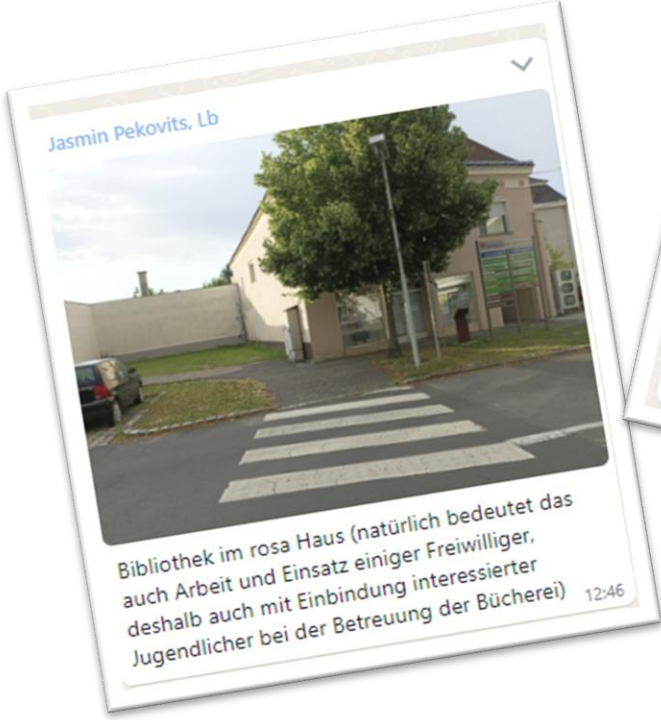 Jasmin Pekovits, Lb
Bibliothek im rosa Haus (natürlich bedeutet das
auch Arbeit und Einsatz einiger Freiwilliger,
deshalb auch mit Einbindung interessierter
Jugendlicher bei der Betreuung der Bücherei)
12:46